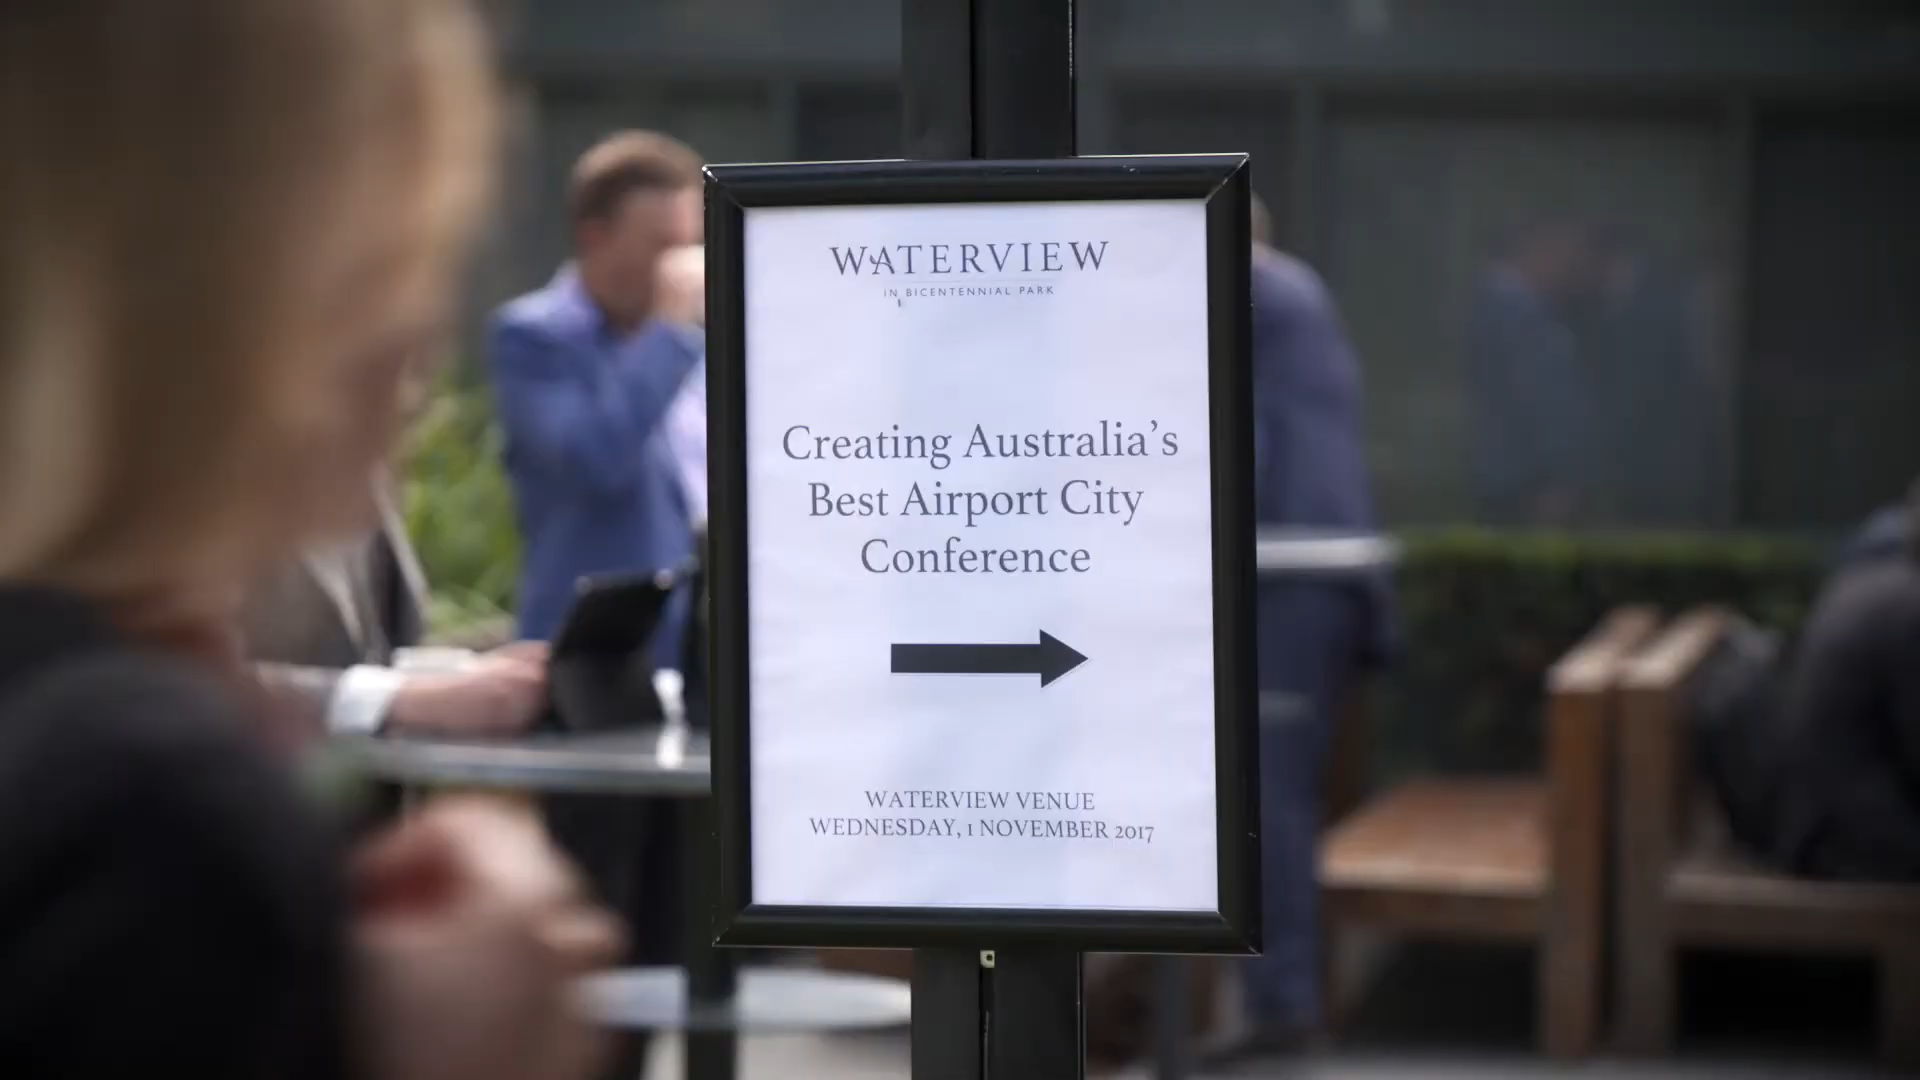 WATERVIEW
IN BICENTENNIAL PARK
Creating Australia's
Best Airport City
Conference
WATERVIEW VENUE
WEDNESDAY, 1 NOVEMBER 2017